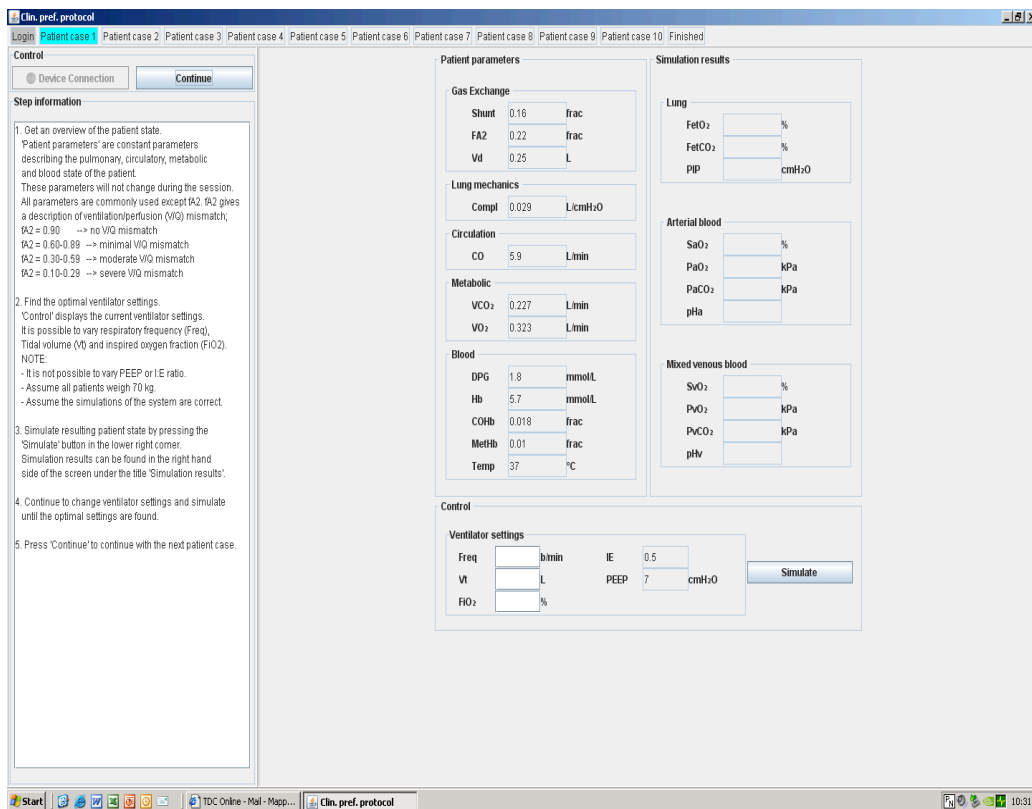 Clin. pref. protocol
Login Patient case 1 Patient case 2 Patient case 3 Patient case 4 Patient case 5 Patient case 6 Patient case 7 Patient case 8 Patient case 9 Patient case 10 Finished
Control
Device Connection Continue
Step information
1. Get an overview of the patient state.
'Patient parameters' are constant parameters
describing the pulmonary, circulatory, metabolic
and blood state of the patient.
These parameters will not change during the session.
All parameters are commonly used except fA2. fA2 gives
a description of ventilation/perfusion (V/Q) mismatch;
fA2 = 0.90 --> no V/Q mismatch
fA2 = 0.60-0.89 --> minimal V/Q mismatch
fA2 = 0.30-0.59 --> moderate V/Q mismatch
fA2 = 0.10-0.29 --> severe V/Q mismatch
2. Find the optimal ventilator settings.
'Control' displays the current ventilator settings.
It is possible to vary respiratory frequency (Freq),
Tidal volume (Vt) and inspired oxygen fraction (FiO2).
NOTE:
- It is not possible to vary PEEP or I:E ratio.
- Assume all patients weigh 70 kg.
- Assume the simulations of the system are correct.
3. Simulate resulting patient state by pressing the
'Simulate' button in the lower right corner.
Simulation results can be found in the right hand
side of the screen under the title 'Simulation results'.
4. Continue to change ventilator settings and simulate
until the optimal settings are found.
5. Press 'Continue' to continue with the next patient case.
Patient parameters
Gas Exchange
Shunt 0.16 frac
FA2 0.22 frac
Vd 0.25 L
Lung mechanics
Compl 0.029 L/cmH₂O
Circulation
CO 5.9 L/min
Metabolic
VCO₂ 0.227 L/min
VO₂ 0.323 L/min
Blood
DPG 1.8 mmol/L
Hb 5.7 mmol/L
COHb 0.018 frac
MetHb 0.01 frac
Temp 37 °C
Simulation results
Lung
FetO₂ %
FetCO₂ %
PIP cmH₂O
Arterial blood
SaO₂ %
PaO₂ kPa
PaCO₂ kPa
pHa
Mixed venous blood
SvO₂ %
PvO₂ kPa
PvCO₂ kPa
pHv
Control
Ventilator settings
Freq b/min IE 0.5
Vt L PEEP 7 cmH₂O
FiO₂ %
Simulate
Start TDC Online - Mail - Mapp... Clin. pref. protocol 10:31